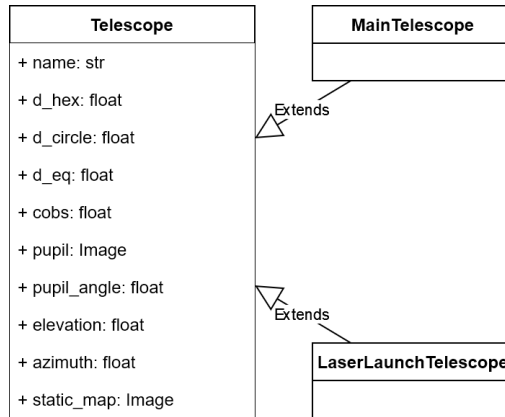 Telescope
+ name: str
+ d_hex: float
+ d_circle: float
+ d_eq: float
+ cobs: float
+ pupil: Image
+ pupil_angle: float
+ elevation: float
+ azimuth: float
+ static_map: Image
MainTelescope
Extends
Extends
LaserLaunchTelescope